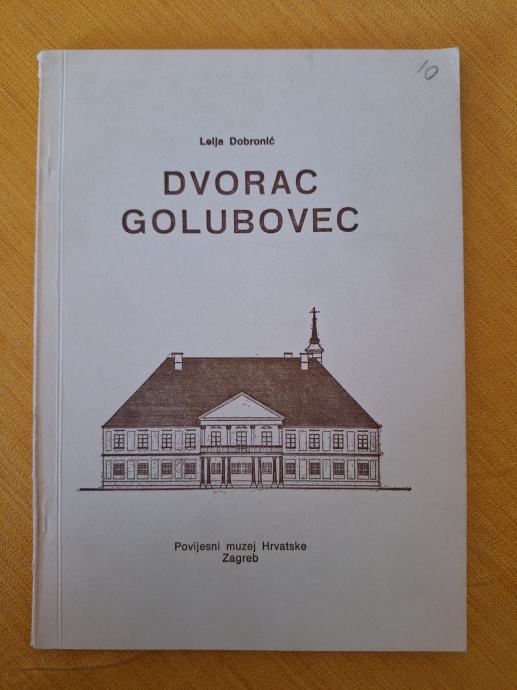 10
Lelja Dobronić
DVORAC
GOLUBOVEC
Povijesni muzej Hrvatske
Zagreb